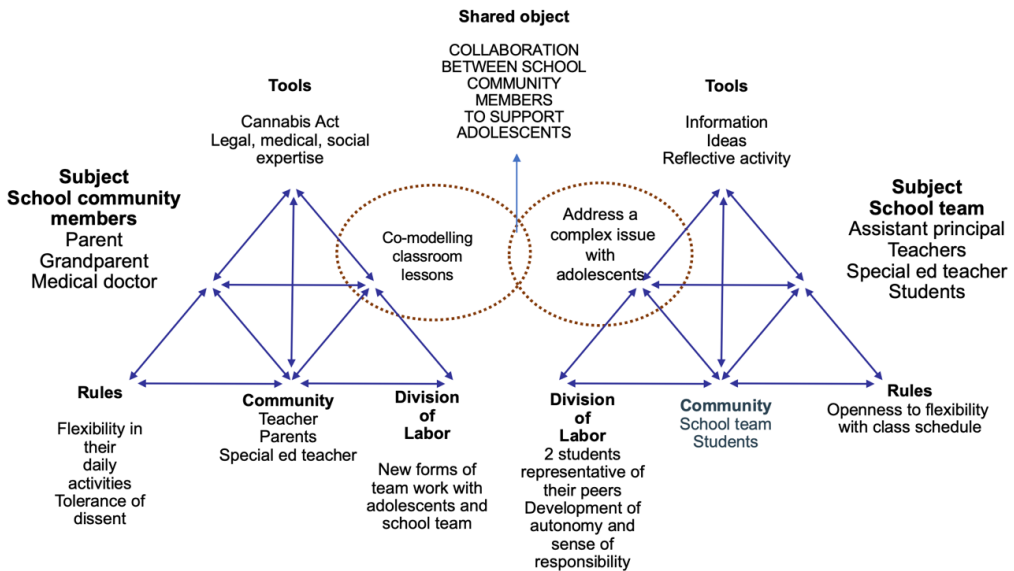 Shared object
COLLABORATION
BETWEEN SCHOOL
COMMUNITY
MEMBERS
TO SUPPORT
ADOLESCENTS
Tools
Cannabis Act
Legal, medical, social
expertise
Tools
Information
Ideas
Reflective activity
Subject
School community
members
Parent
Grandparent
Medical doctor
Co-modelling
classroom
lessons
Address a
complex issue
with
adolescents
Subject
School team
Assistant principal
Teachers
Special ed teacher
Students
Rules
Flexibility in
their
daily
activities
Tolerance of
dissent
Community
Teacher
Parents
Special ed teacher
Division
of
Labor
New forms of
team work with
adolescents and
school team
Division
of
Labor
2 students
representative of
their peers
Development of
autonomy and
sense of
responsibility
Community
School team
Students
Rules
Openness to flexibility
with class schedule